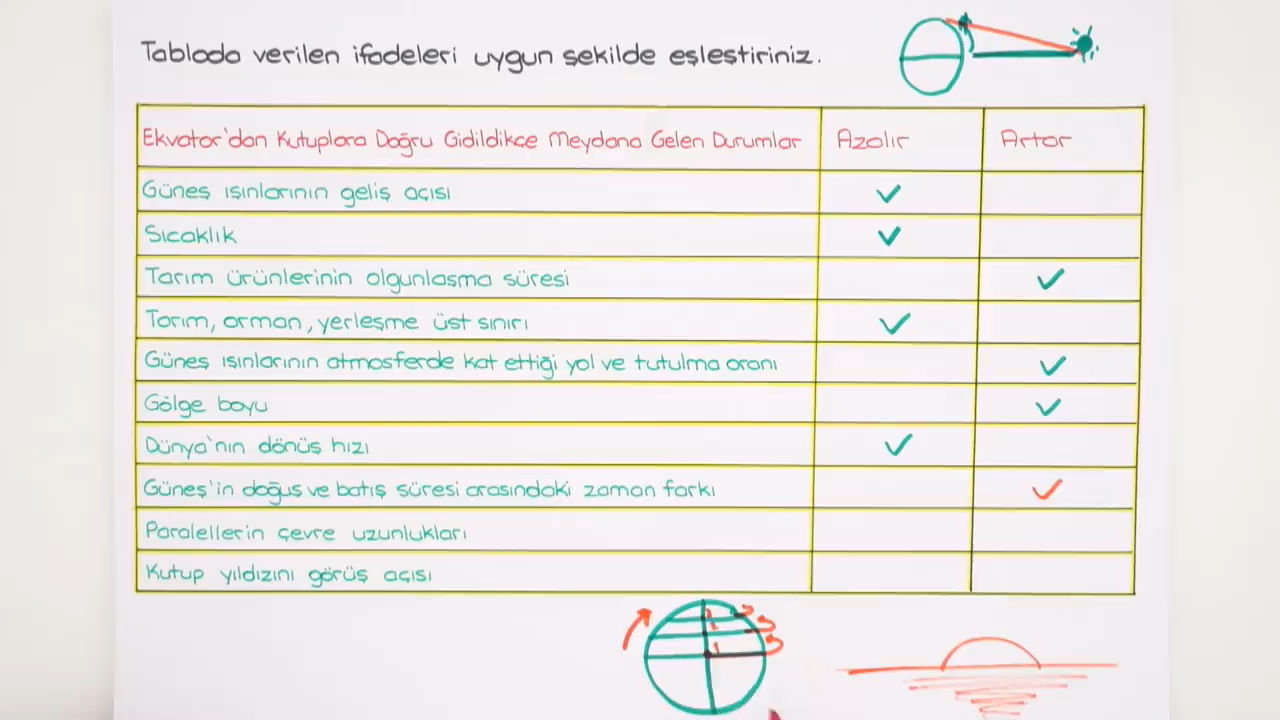 Tabloda verilen ifadeleri uygun şekilde eşleştiriniz.
Ekvator'dan Kutuplara Doğru Gidildikçe Meydana Gelen Durumlar Azalır Artar
Güneş ışınlarının geliş açısı ✓
Sıcaklık ✓
Tarım ürünlerinin olgunlaşma süresi ✓
Tarım, orman, yerleşme üst sınırı ✓
Güneş ışınlarının atmosferde kat ettiği yol ve tutulma oranı ✓
Gölge boyu ✓
Dünya'nın dönüş hızı ✓
Güneş'in doğuş ve batış süresi arasındaki zaman farkı ✓
Paralellerin çevre uzunlukları
Kutup yıldızını görüş açısı